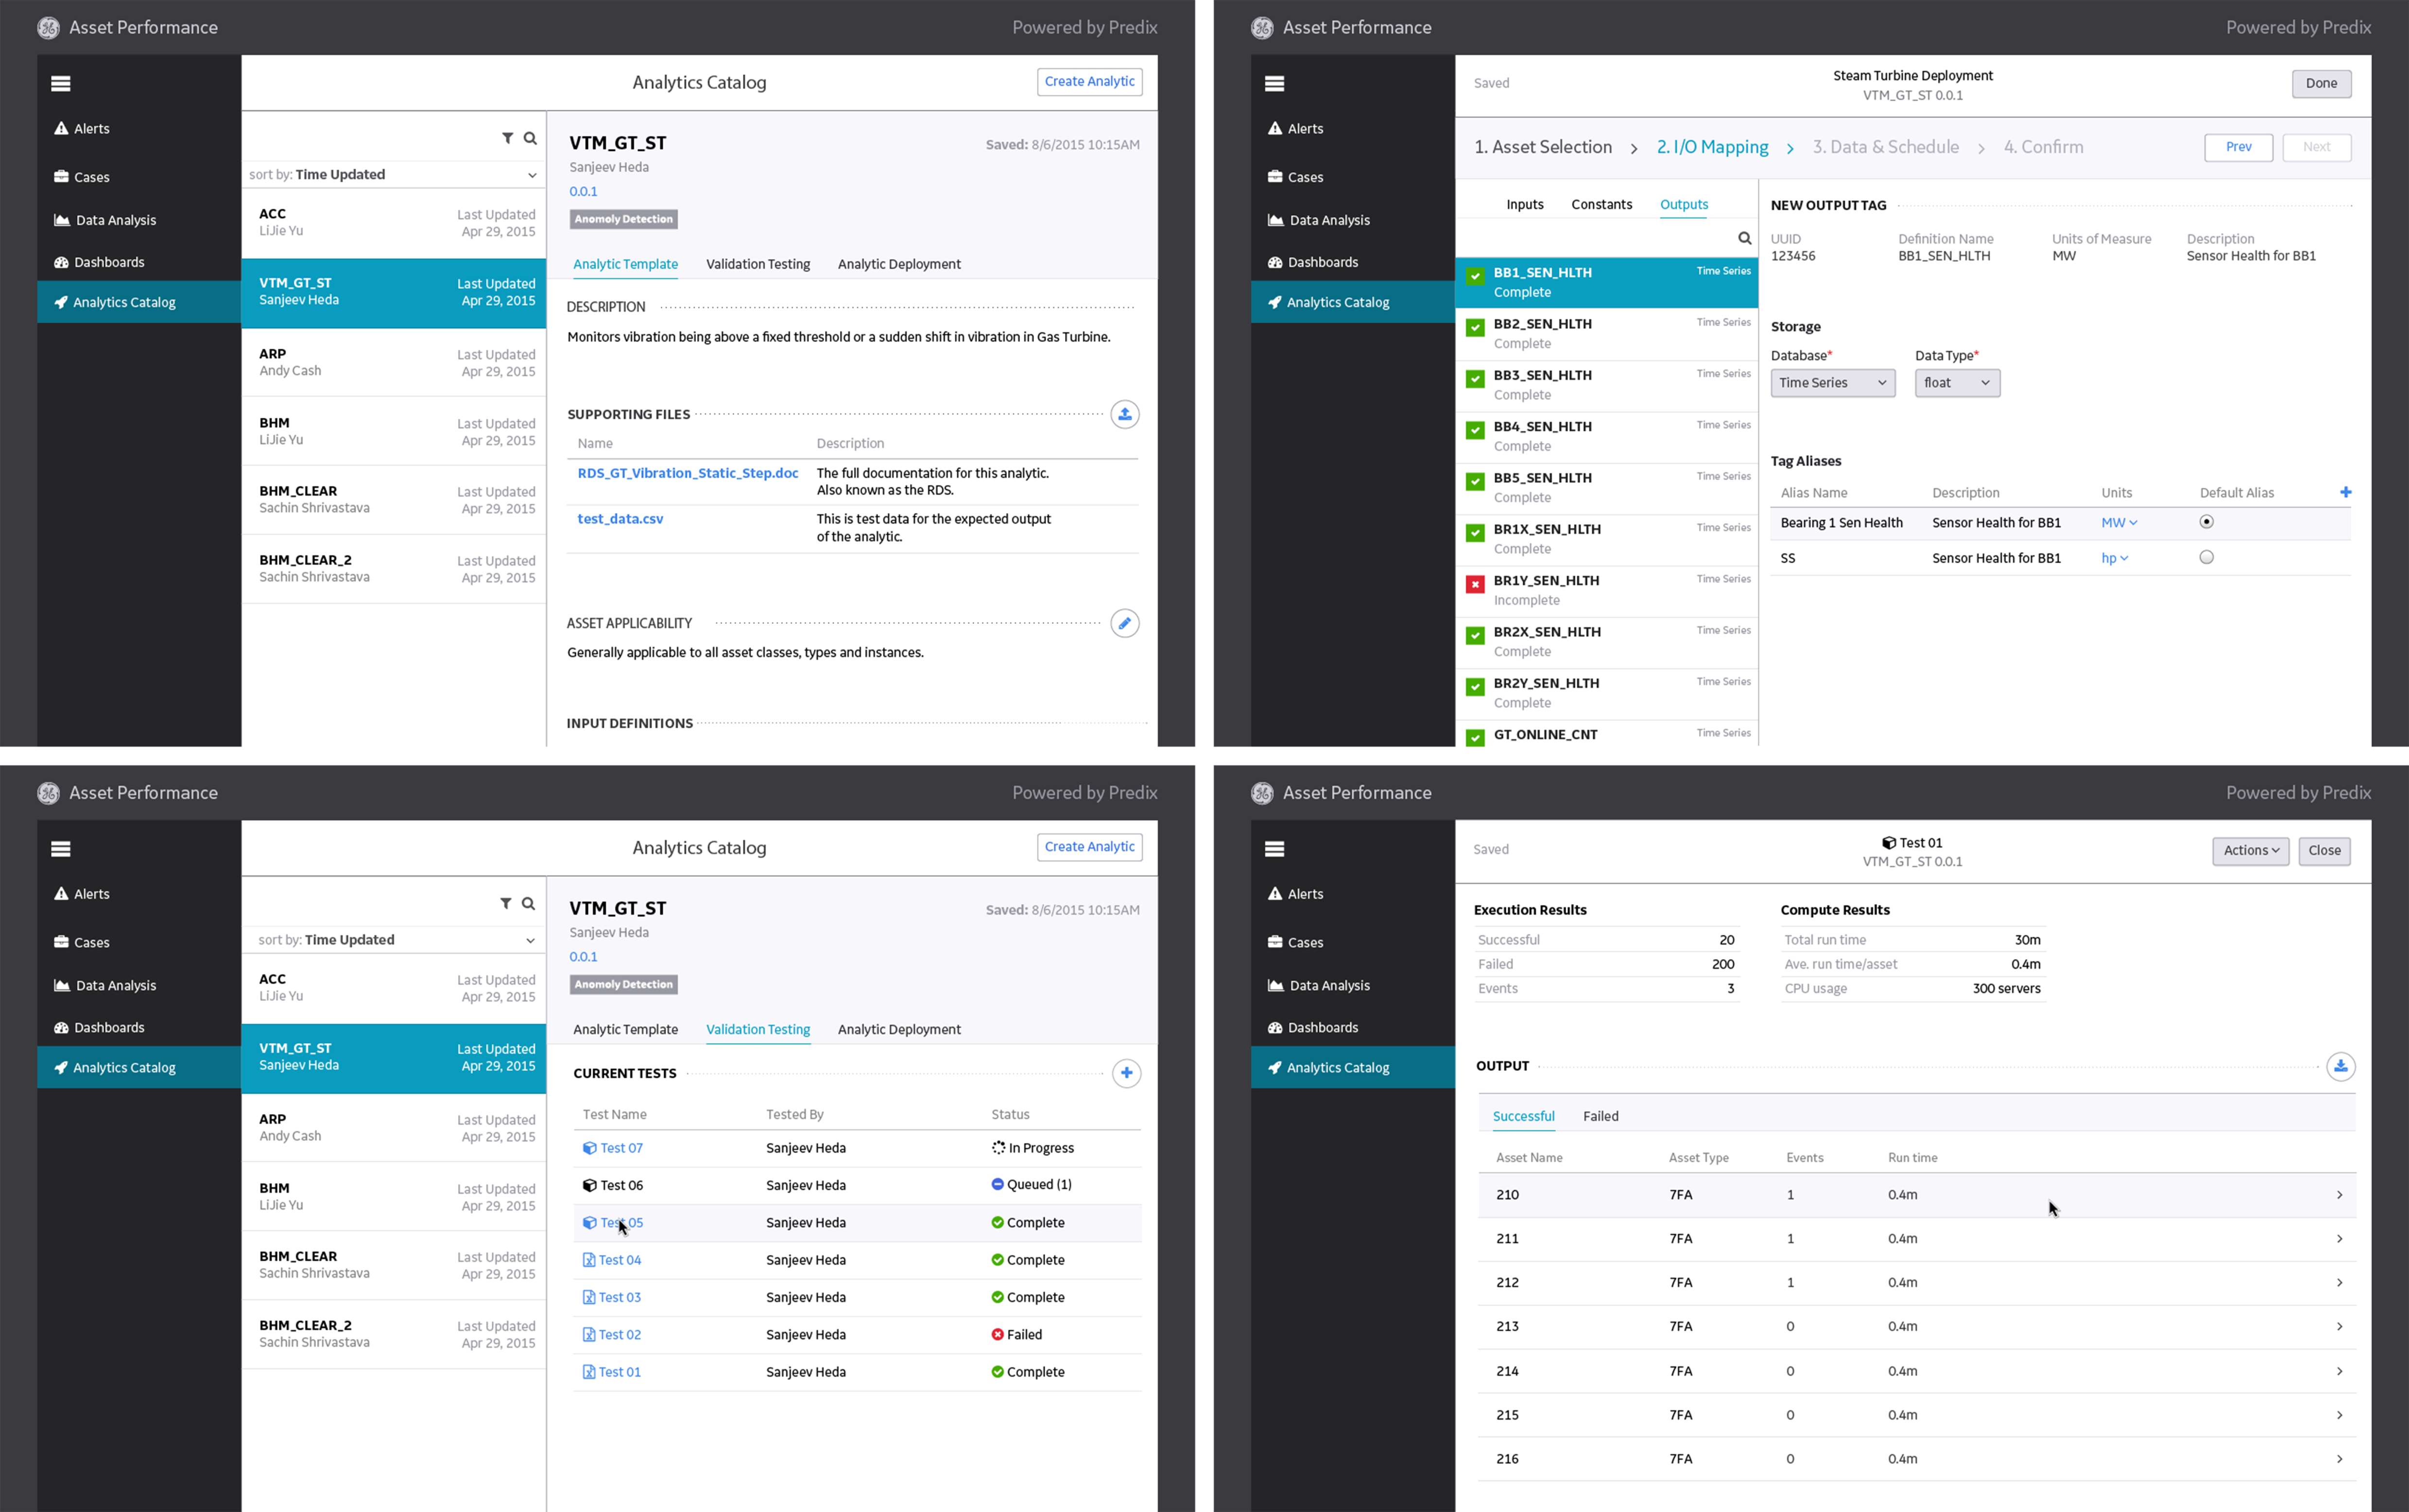 Asset Performance
Powered by Predix
Alerts
Cases
Data Analysis
Dashboards
Analytics Catalog
Analytics Catalog
Create Analytic
sort by: Time Updated
ACC
LiJie Yu
Last Updated
Apr 29, 2015
VTM_GT_ST
Sanjeev Heda
Last Updated
Apr 29, 2015
ARP
Andy Cash
Last Updated
Apr 29, 2015
BHM
LiJie Yu
Last Updated
Apr 29, 2015
BHM_CLEAR
Sachin Shrivastava
Last Updated
Apr 29, 2015
BHM_CLEAR_2
Sachin Shrivastava
Last Updated
Apr 29, 2015
VTM_GT_ST
Saved: 8/6/2015 10:15AM
Sanjeev Heda
0.0.1
Anomoly Detection
Analytic Template Validation Testing Analytic Deployment
DESCRIPTION
Monitors vibration being above a fixed threshold or a sudden shift in vibration in Gas Turbine.
SUPPORTING FILES
Name Description
RDS_GT_Vibration_Static_Step.doc The full documentation for this analytic.
Also known as the RDS.
test_data.csv This is test data for the expected output
of the analytic.
ASSET APPLICABILITY
Generally applicable to all asset classes, types and instances.
INPUT DEFINITIONS
Asset Performance
Powered by Predix
Alerts
Cases
Data Analysis
Dashboards
Analytics Catalog
Saved
Steam Turbine Deployment
VTM_GT_ST 0.0.1
Done
1. Asset Selection 2. I/O Mapping 3. Data & Schedule 4. Confirm
Prev Next
Inputs Constants Outputs
BB1_SEN_HLTH Time Series
Complete
BB2_SEN_HLTH Time Series
Complete
BB3_SEN_HLTH Time Series
Complete
BB4_SEN_HLTH Time Series
Complete
BB5_SEN_HLTH Time Series
Complete
BR1X_SEN_HLTH Time Series
Complete
BR1Y_SEN_HLTH Time Series
Incomplete
BR2X_SEN_HLTH Time Series
Complete
BR2Y_SEN_HLTH Time Series
Complete
GT_ONLINE_CNT Time Series
NEW OUTPUT TAG
UUID Definition Name Units of Measure Description
123456 BB1_SEN_HLTH MW Sensor Health for BB1
Storage
Database* Data Type*
Time Series float
Tag Aliases
Alias Name Description Units Default Alias
Bearing 1 Sen Health Sensor Health for BB1 MW
SS Sensor Health for BB1 hp
Asset Performance
Powered by Predix
Alerts
Cases
Data Analysis
Dashboards
Analytics Catalog
Analytics Catalog
Create Analytic
sort by: Time Updated
ACC
LiJie Yu
Last Updated
Apr 29, 2015
VTM_GT_ST
Sanjeev Heda
Last Updated
Apr 29, 2015
ARP
Andy Cash
Last Updated
Apr 29, 2015
BHM
LiJie Yu
Last Updated
Apr 29, 2015
BHM_CLEAR
Sachin Shrivastava
Last Updated
Apr 29, 2015
BHM_CLEAR_2
Sachin Shrivastava
Last Updated
Apr 29, 2015
VTM_GT_ST
Saved: 8/6/2015 10:15AM
Sanjeev Heda
0.0.1
Anomoly Detection
Analytic Template Validation Testing Analytic Deployment
CURRENT TESTS
Test Name Tested By Status
Test 07 Sanjeev Heda In Progress
Test 06 Sanjeev Heda Queued (1)
Test 05 Sanjeev Heda Complete
Test 04 Sanjeev Heda Complete
Test 03 Sanjeev Heda Complete
Test 02 Sanjeev Heda Failed
Test 01 Sanjeev Heda Complete
Asset Performance
Powered by Predix
Alerts
Cases
Data Analysis
Dashboards
Analytics Catalog
Saved
Test 01
VTM_GT_ST 0.0.1
Actions Close
Execution Results
Successful 20
Failed 200
Events 3
Compute Results
Total run time 30m
Ave. run time/asset 0.4m
CPU usage 300 servers
OUTPUT
Successful Failed
Asset Name Asset Type Events Run time
210 7FA 1 0.4m
211 7FA 1 0.4m
212 7FA 1 0.4m
213 7FA 0 0.4m
214 7FA 0 0.4m
215 7FA 0 0.4m
216 7FA 0 0.4m